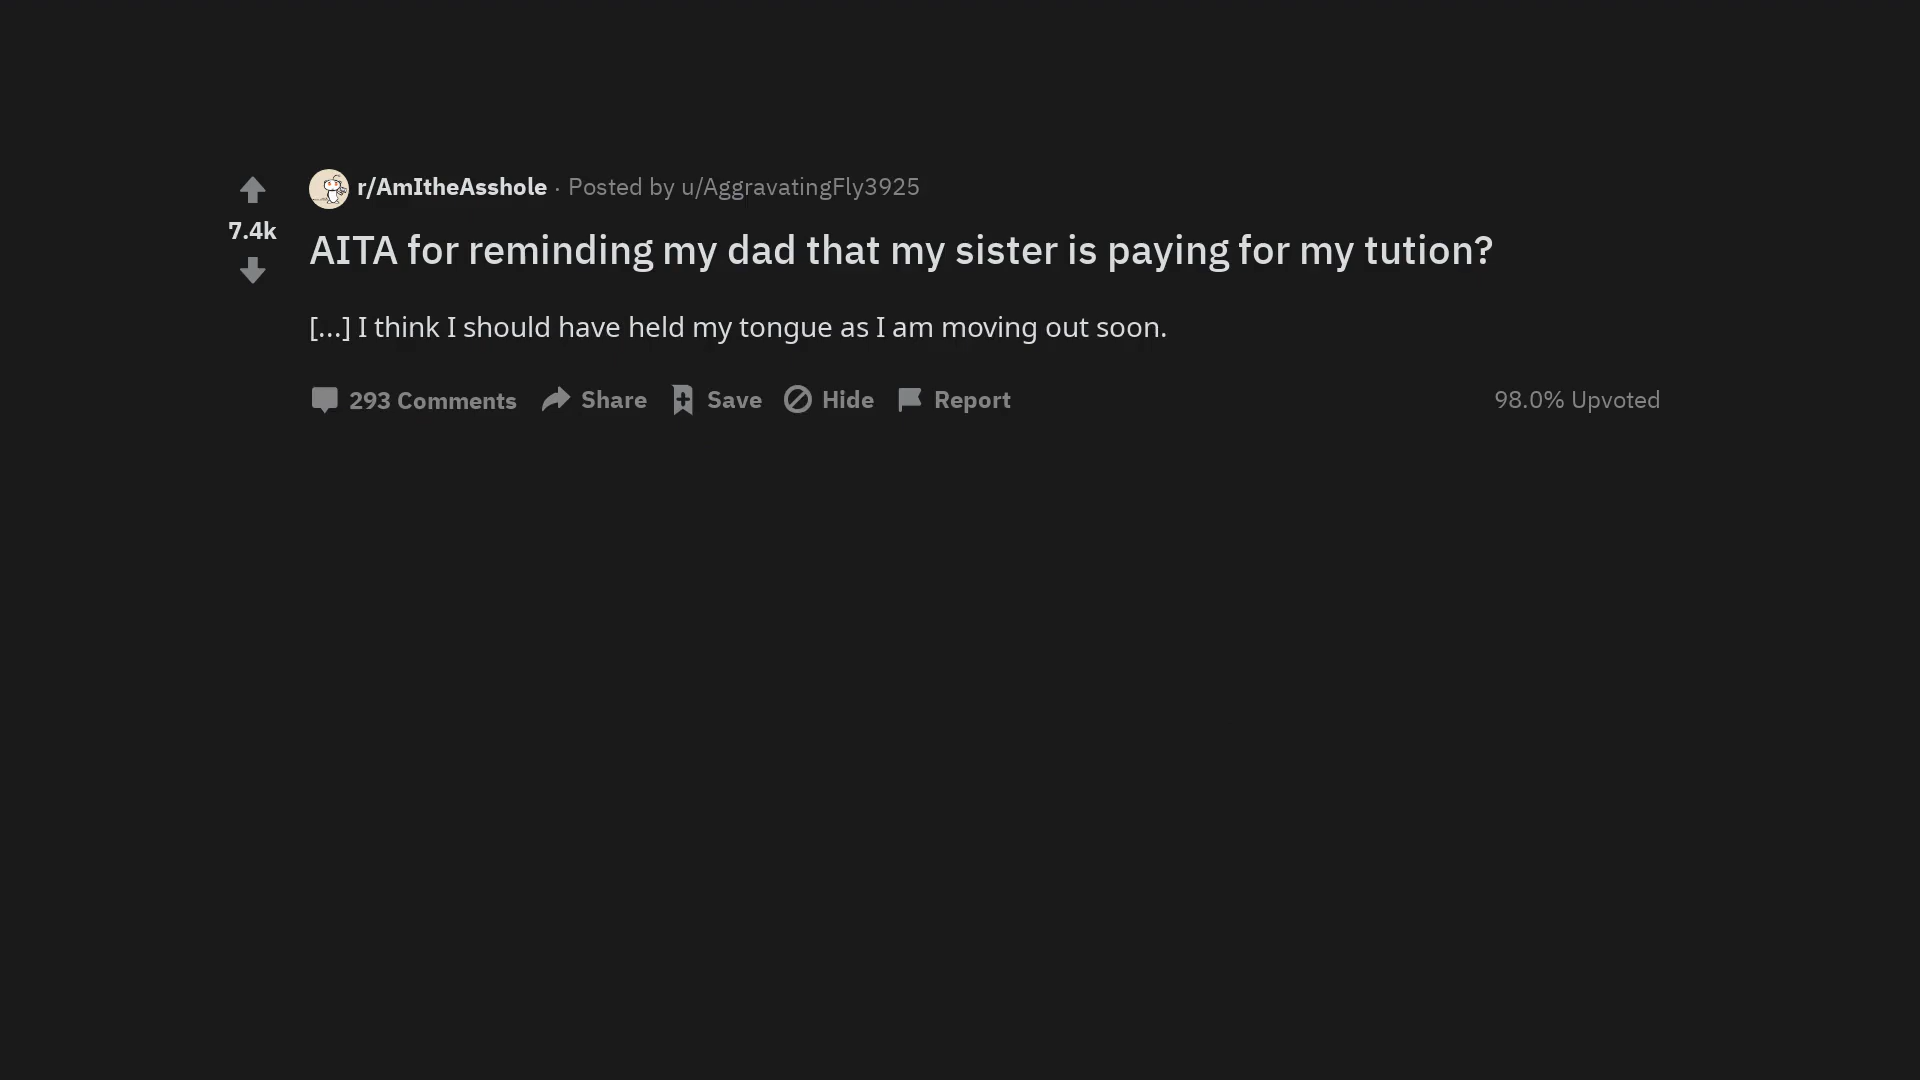 r/AmItheAsshole · Posted by u/AggravatingFly3925
7.4k
AITA for reminding my dad that my sister is paying for my tution?
[...] I think I should have held my tongue as I am moving out soon.
293 Comments Share Save Hide Report 98.0% Upvoted